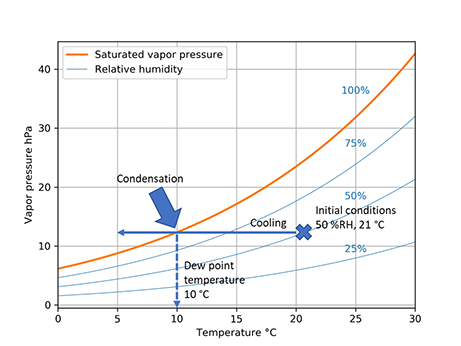 Saturated vapor pressure
Relative humidity
40
30
20
10
0
Vapor pressure hPa
100%
75%
50%
25%
Condensation
Cooling
Initial conditions
50 %RH, 21 °C
Dew point
temperature
10 °C
0
5
10
15
20
25
30
Temperature °C